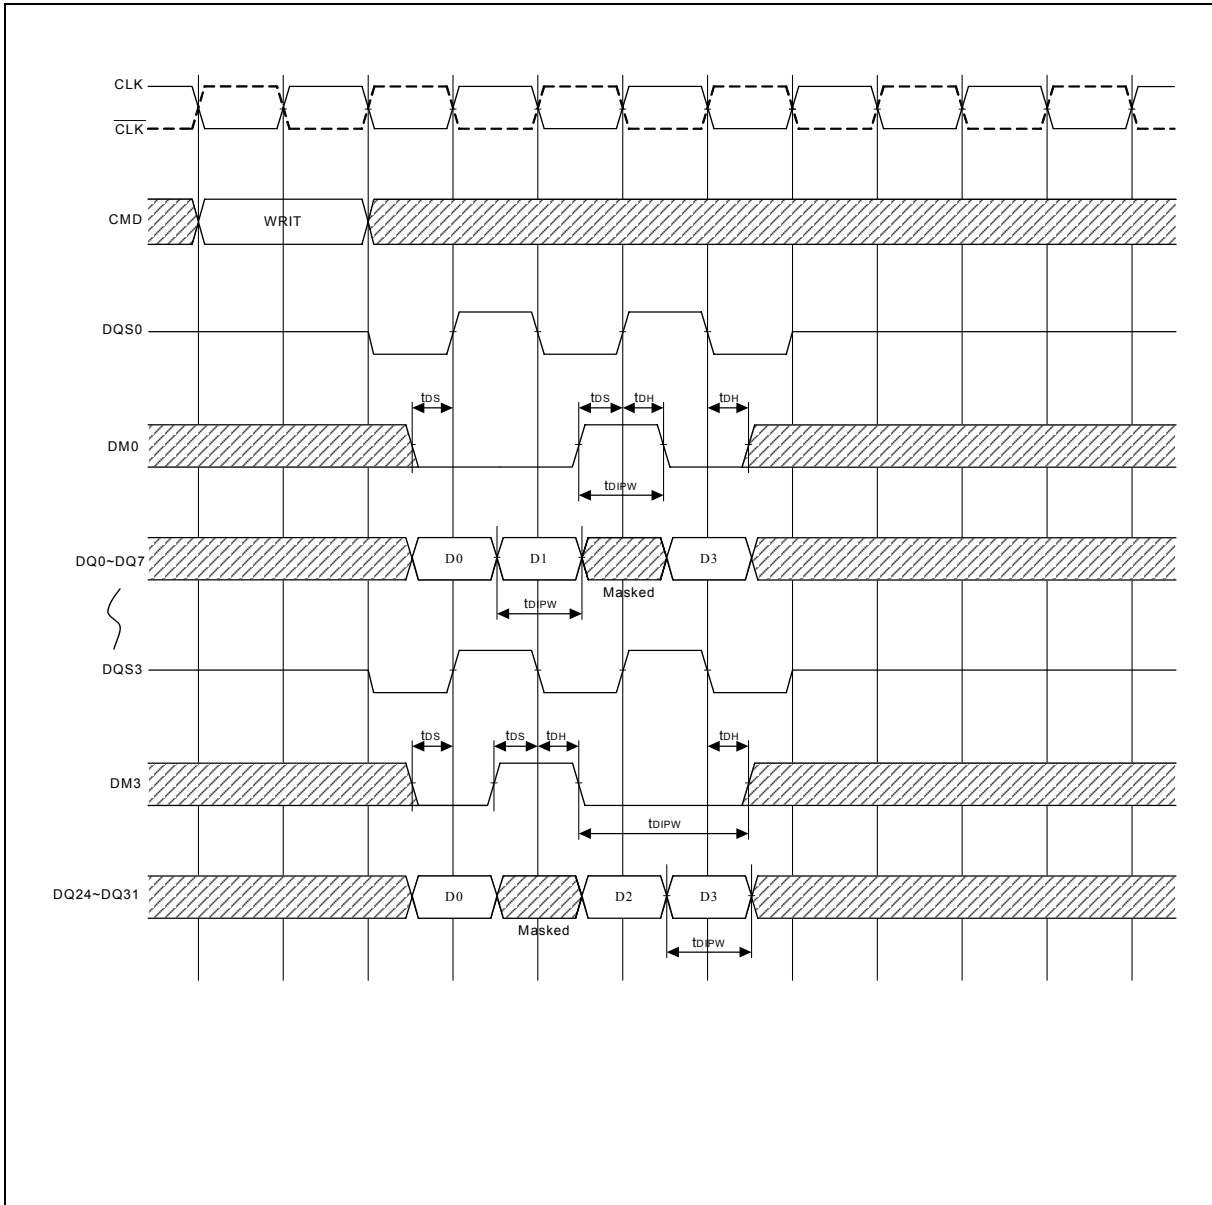 CLK
CLK
CMD
WRIT
DQS0
tDS
tDS
tDH
tDH
DM0
tDIPW
DQ0~DQ7
D0
D1
D3
Masked
tDIPW
DQS3
tDS
tDS
tDH
tDH
DM3
tDIPW
DQ24~DQ31
D0
D2
D3
Masked
tDIPW